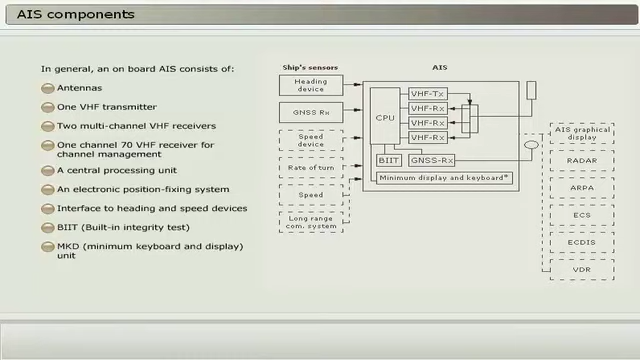 AIS components
In general, an on board AIS consists of:
Antennas
One VHF transmitter
Two multi-channel VHF receivers
One channel 70 VHF receiver for
channel management
A central processing unit
An electronic position-fixing system
Interface to heading and speed devices
BIIT (Built-in integrity test)
MKD (minimum keyboard and display)
unit
Ship's sensors
Heading
device
GNSS Rx
Speed
device
Rate of turn
Speed
Long range
com. system
AIS
CPU
VHF-Tx
VHF-Rx
VHF-Rx
VHF-Rx
BIIT
GNSS-Rx
Minimum display and keyboard*
AIS graphical
display
RADAR
ARPA
ECS
ECDIS
VDR